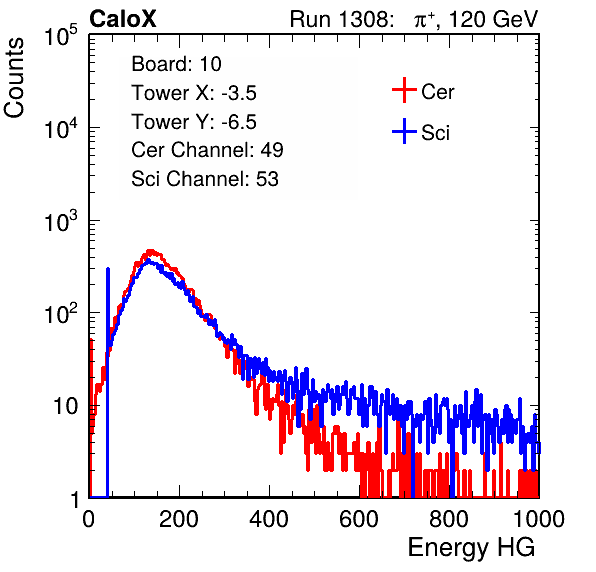 CaloX Run 1308: π⁺, 120 GeV
Counts
10⁵
10⁴
10³
10²
10
1
Board: 10
Tower X: -3.5
Tower Y: -6.5
Cer Channel: 49
Sci Channel: 53
Cer
Sci
0 200 400 600 800 1000
Energy HG